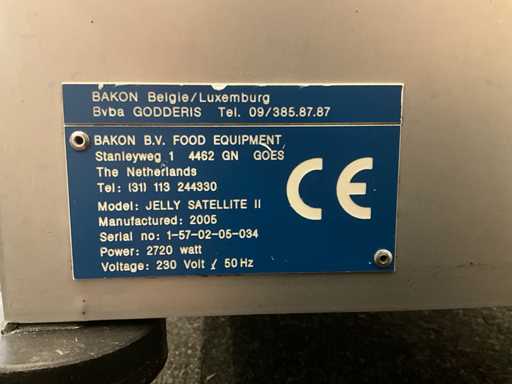 BAKON Belgie/Luxemburg
Bvba GODDERIS Tel. 09/385.87.87
BAKON B.V. FOOD EQUIPMENT
Stanleyweg 1 4462 GN GOES
The Netherlands
Tel: (31) 113 244330
Model: JELLY SATELLITE II
Manufactured: 2005
Serial no: 1-57-02-05-034
Power: 2720 watt
Voltage: 230 Volt / 50 Hz
CE